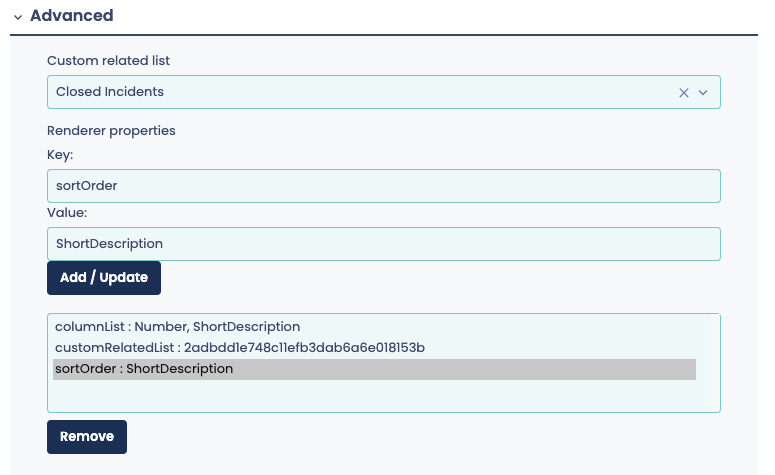 Advanced
Custom related list
Closed Incidents
Renderer properties
Key:
sortOrder
Value:
ShortDescription
Add / Update
columnList : Number, ShortDescription
customRelatedList : 2adbdd1e748c11efb3dab6a6e018153b
sortOrder : ShortDescription
Remove